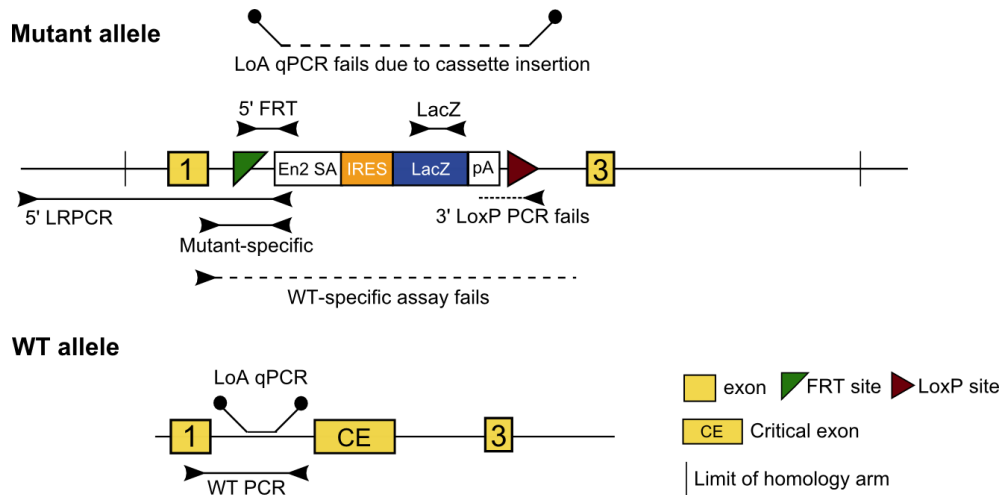 Mutant allele
LoA qPCR fails due to cassette insertion
5' FRT
LacZ
1
En2 SA
IRES
LacZ
pA
3
5' LRPCR
3' LoxP PCR fails
Mutant-specific
WT-specific assay fails
WT allele
LoA qPCR
1
CE
3
WT PCR
exon
FRT site
LoxP site
CE
Critical exon
Limit of homology arm